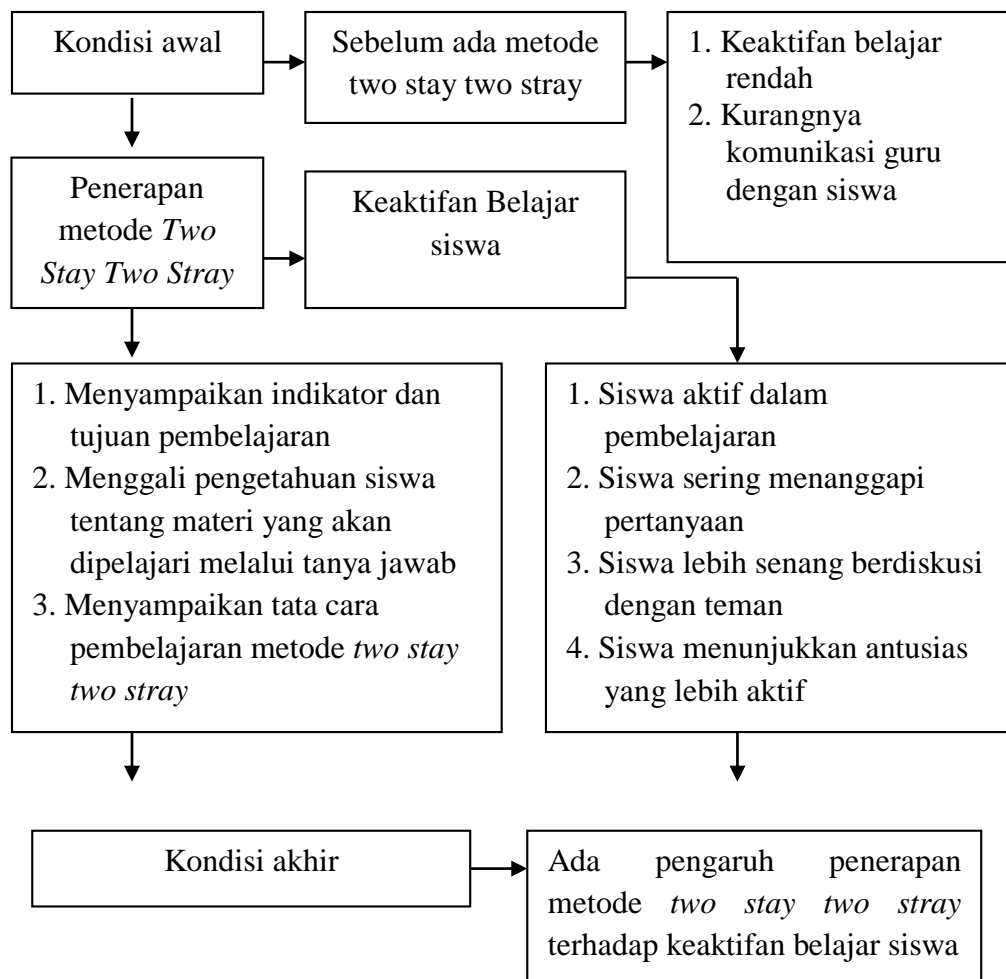 Kondisi awal
Sebelum ada metode
two stay two stray
1. Keaktifan belajar
rendah
2. Kurangnya
komunikasi guru
dengan siswa
Penerapan
metode Two
Stay Two Stray
Keaktifan Belajar
siswa
1. Menyampaikan indikator dan
tujuan pembelajaran
2. Menggali pengetahuan siswa
tentang materi yang akan
dipelajari melalui tanya jawab
3. Menyampaikan tata cara
pembelajaran metode two stay
two stray
1. Siswa aktif dalam
pembelajaran
2. Siswa sering menanggapi
pertanyaan
3. Siswa lebih senang berdiskusi
dengan teman
4. Siswa menunjukkan antusias
yang lebih aktif
Kondisi akhir
Ada pengaruh penerapan
metode two stay two stray
terhadap keaktifan belajar siswa